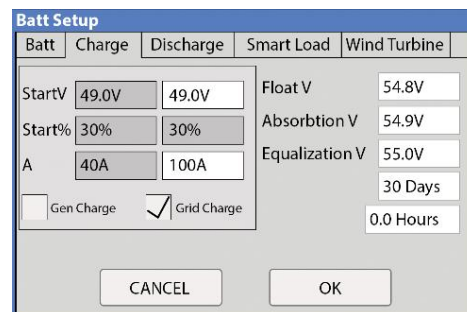 Batt Setup
Batt Charge Discharge Smart Load Wind Turbine
StartV 49.0V 49.0V
Start% 30% 30%
A 40A 100A
Gen Charge Grid Charge
Float V 54.8V
Absorbtion V 54.9V
Equalization V 55.0V
30 Days
0.0 Hours
CANCEL OK